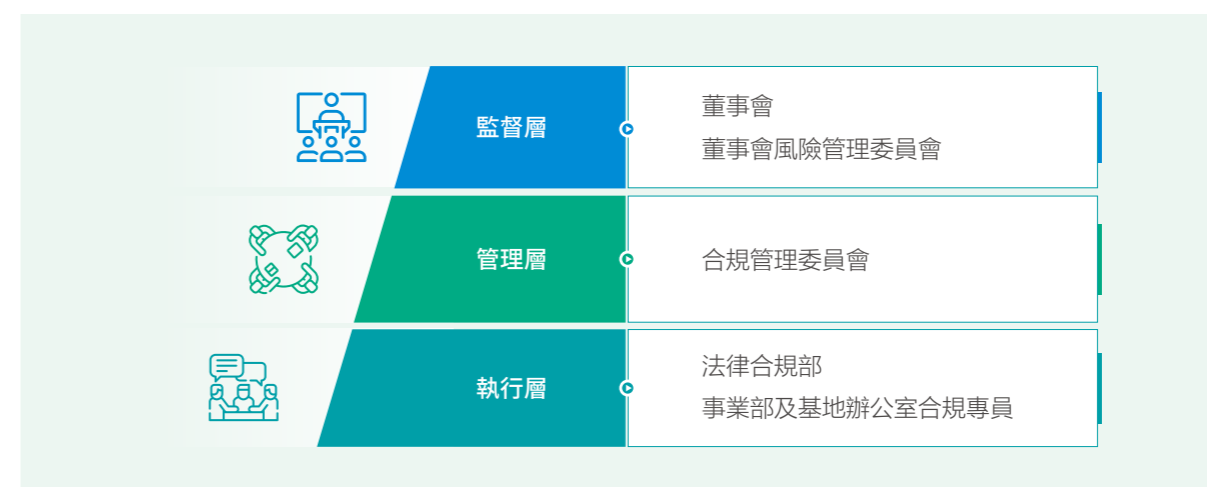 監督層
董事會
董事會風險管理委員會
管理層
合規管理委員會
執行層
法律合規部
事業部及基地辦公室合規專員